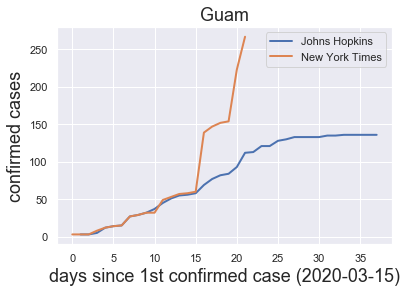 Guam
Johns Hopkins
New York Times
confirmed cases
250
200
150
100
50
0
0 5 10 15 20 25 30 35
days since 1st confirmed case (2020-03-15)